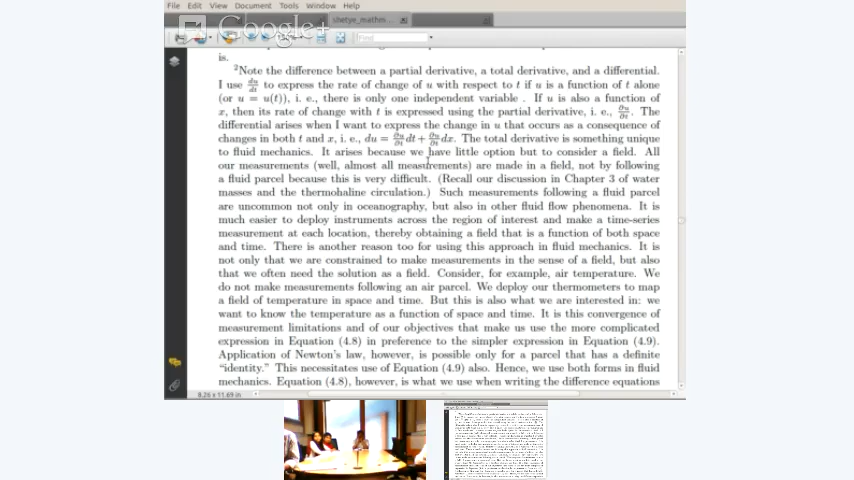 File Edit View Document Tools Window Help
shetye_mathm...
Google+
Find
is.
²Note the difference between a partial derivative, a total derivative, and a differential.
I use du/dt to express the rate of change of u with respect to t if u is a function of t alone
(or u = u(t)), i. e., there is only one independent variable . If u is also a function of
x, then its rate of change with t is expressed using the partial derivative, i. e., ∂u/∂t. The
differential arises when I want to express the change in u that occurs as a consequence of
changes in both t and x, i. e., du = ∂u/∂t dt + ∂u/∂x dx. The total derivative is something unique
to fluid mechanics. It arises because we have little option but to consider a field. All
our measurements (well, almost all measurements) are made in a field, not by following
a fluid parcel because this is very difficult. (Recall our discussion in Chapter 3 of water
masses and the thermohaline circulation.) Such measurements following a fluid parcel
are uncommon not only in oceanography, but also in other fluid flow phenomena. It is
much easier to deploy instruments across the region of interest and make a time-series
measurement at each location, thereby obtaining a field that is a function of both space
and time. There is another reason too for using this approach in fluid mechanics. It is
not only that we are constrained to make measurements in the sense of a field, but also
that we often need the solution as a field. Consider, for example, air temperature. We
do not make measurements following an air parcel. We deploy our thermometers to map
a field of temperature in space and time. But this is also what we are interested in: we
want to know the temperature as a function of space and time. It is this convergence of
measurement limitations and of our objectives that make us use the more complicated
expression in Equation (4.8) in preference to the simpler expression in Equation (4.9).
Application of Newton's law, however, is possible only for a parcel that has a definite
“identity.” This necessitates use of Equation (4.9) also. Hence, we use both forms in fluid
mechanics. Equation (4.8), however, is what we use when writing the difference equations
8.26 x 11.69 in